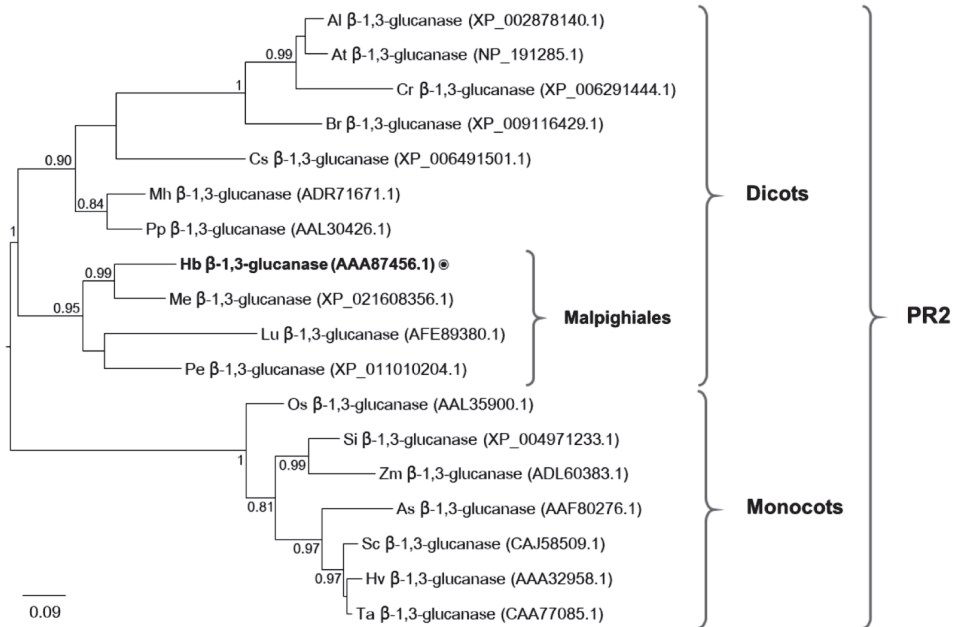 Al β-1,3-glucanase (XP_002878140.1)
0.99
At β-1,3-glucanase (NP_191285.1)
1
Cr β-1,3-glucanase (XP_006291444.1)
Br β-1,3-glucanase (XP_009116429.1)
0.90
Cs β-1,3-glucanase (XP_006491501.1)
Mh β-1,3-glucanase (ADR71671.1)
Dicots
0.84
Pp β-1,3-glucanase (AAL30426.1)
1
Hb β-1,3-glucanase (AAA87456.1)
0.99
Me β-1,3-glucanase (XP_021608356.1)
0.95
Malpighiales
PR2
Lu β-1,3-glucanase (AFE89380.1)
Pe β-1,3-glucanase (XP_011010204.1)
Os β-1,3-glucanase (AAL35900.1)
1
Si β-1,3-glucanase (XP_004971233.1)
0.99
Zm β-1,3-glucanase (ADL60383.1)
0.81
As β-1,3-glucanase (AAF80276.1)
Monocots
0.97
Sc β-1,3-glucanase (CAJ58509.1)
0.97
Hv β-1,3-glucanase (AAA32958.1)
Ta β-1,3-glucanase (CAA77085.1)
0.09